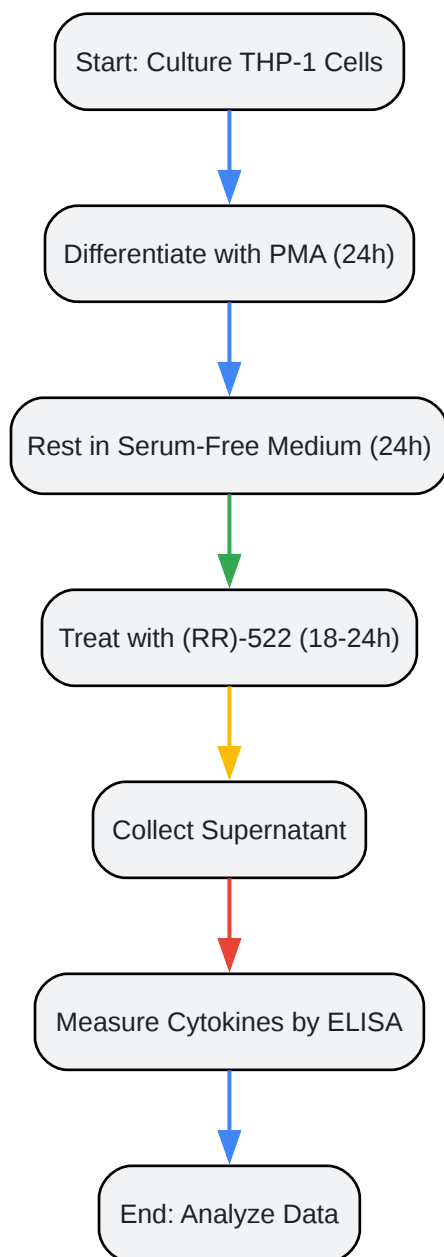 Start: Culture THP-1 Cells
Differentiate with PMA (24h)
Rest in Serum-Free Medium (24h)
Treat with (RR)-522 (18-24h)
Collect Supernatant
Measure Cytokines by ELISA
End: Analyze Data